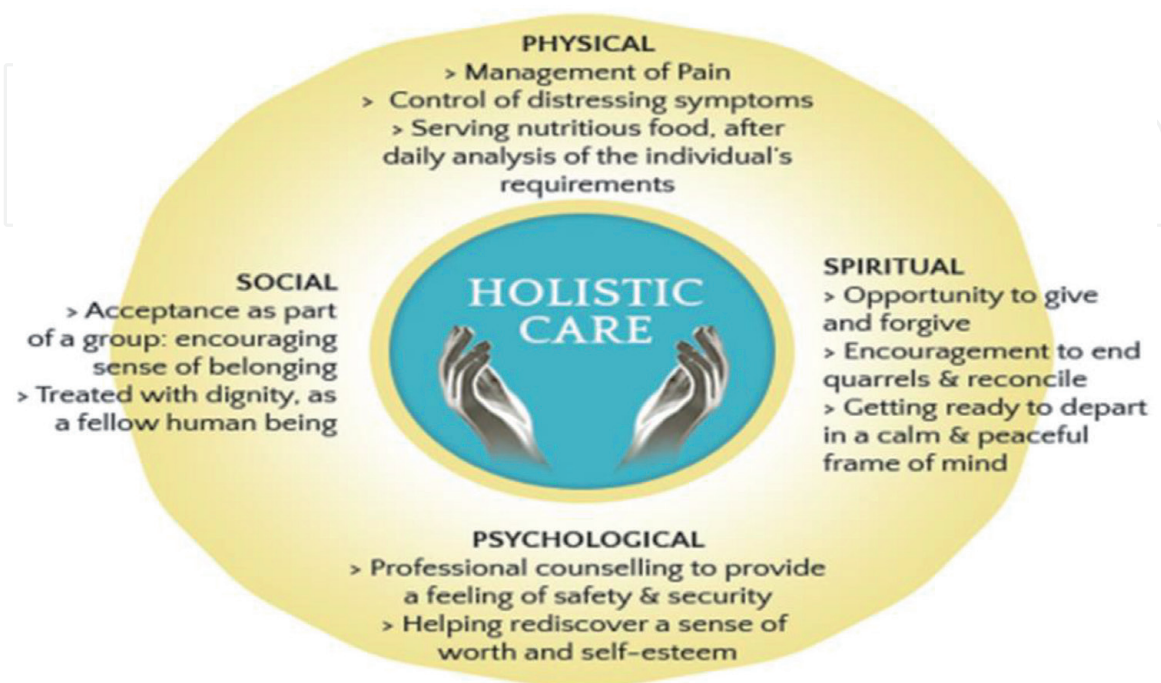 PHYSICAL
> Management of Pain
> Control of distressing symptoms
> Serving nutritious food, after
daily analysis of the individual's
requirements
HOLISTIC
CARE
SOCIAL
> Acceptance as part
of a group: encouraging
sense of belonging
> Treated with dignity, as
a fellow human being
SPIRITUAL
> Opportunity to give
and forgive
> Encouragement to end
quarrels & reconcile
> Getting ready to depart
in a calm & peaceful
frame of mind
PSYCHOLOGICAL
> Professional counselling to provide
a feeling of safety & security
> Helping rediscover a sense of
worth and self-esteem